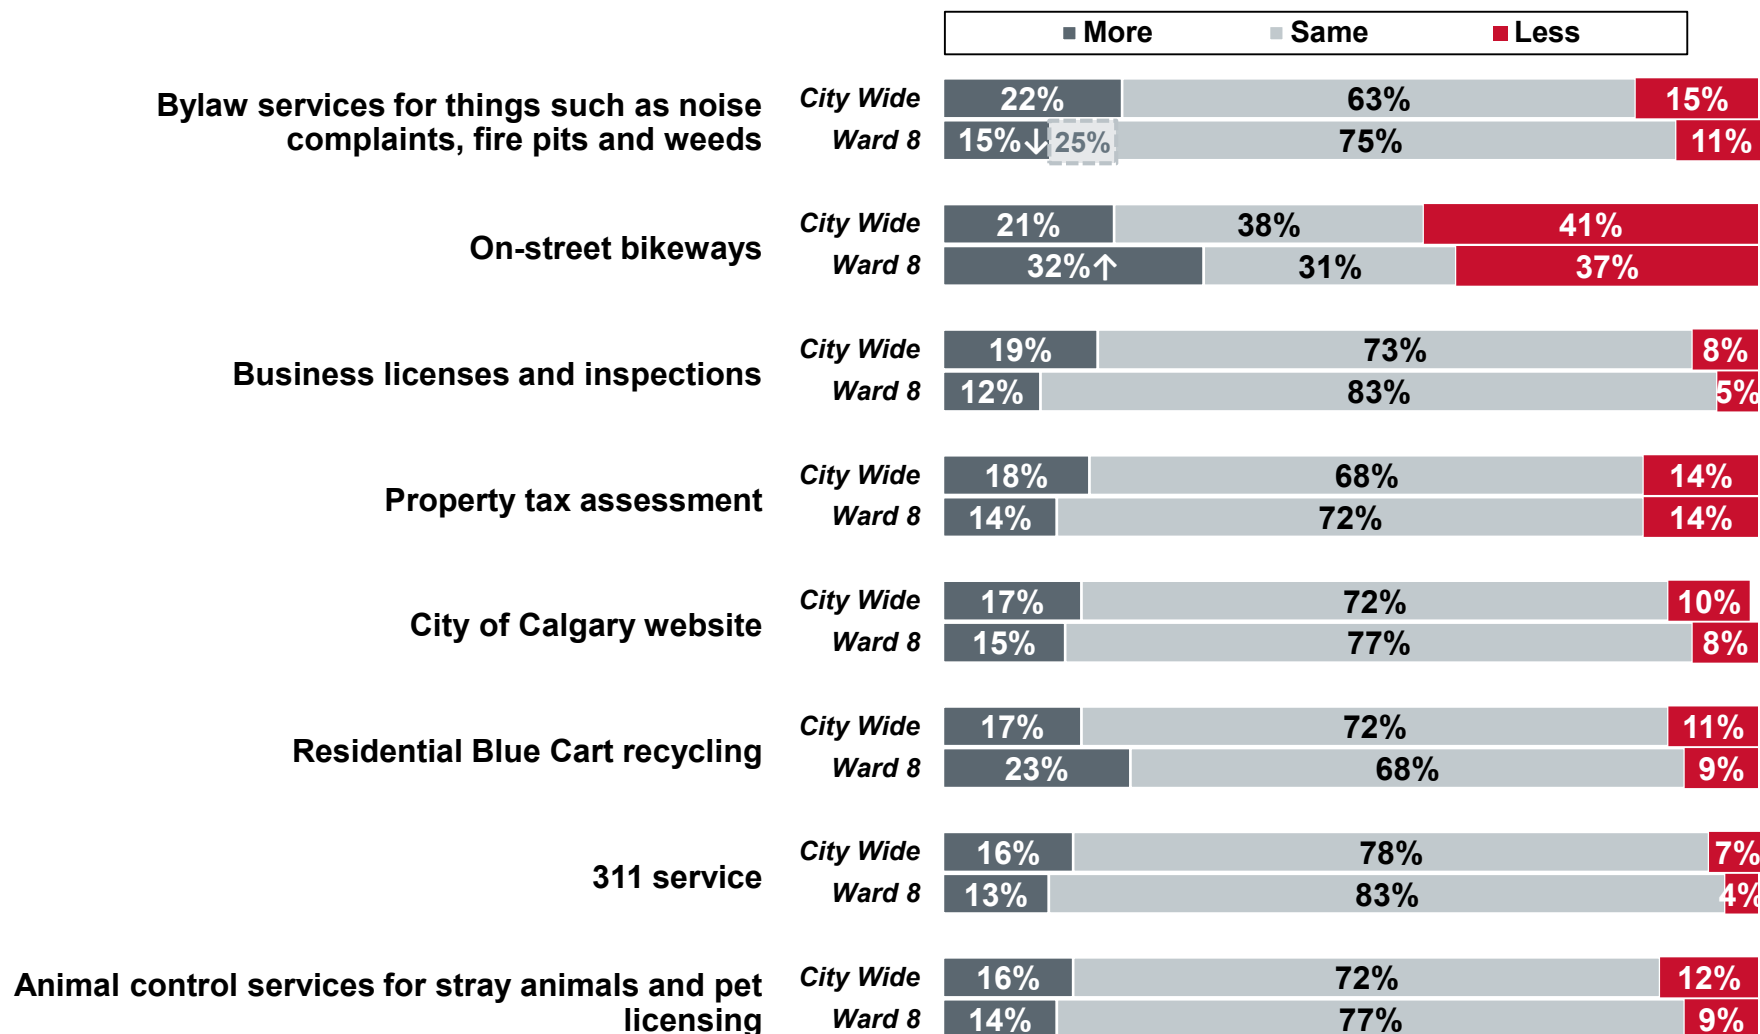 More Same Less
Bylaw services for things such as noise
complaints, fire pits and weeds
City Wide 22% 63% 15%
Ward 8 15%↓ 25% 75% 11%
On-street bikeways
City Wide 21% 38% 41%
Ward 8 32%↑ 31% 37%
Business licenses and inspections
City Wide 19% 73% 8%
Ward 8 12% 83% 5%
Property tax assessment
City Wide 18% 68% 14%
Ward 8 14% 72% 14%
City of Calgary website
City Wide 17% 72% 10%
Ward 8 15% 77% 8%
Residential Blue Cart recycling
City Wide 17% 72% 11%
Ward 8 23% 68% 9%
311 service
City Wide 16% 78% 7%
Ward 8 13% 83% 4%
Animal control services for stray animals and pet
licensing
City Wide 16% 72% 12%
Ward 8 14% 77% 9%